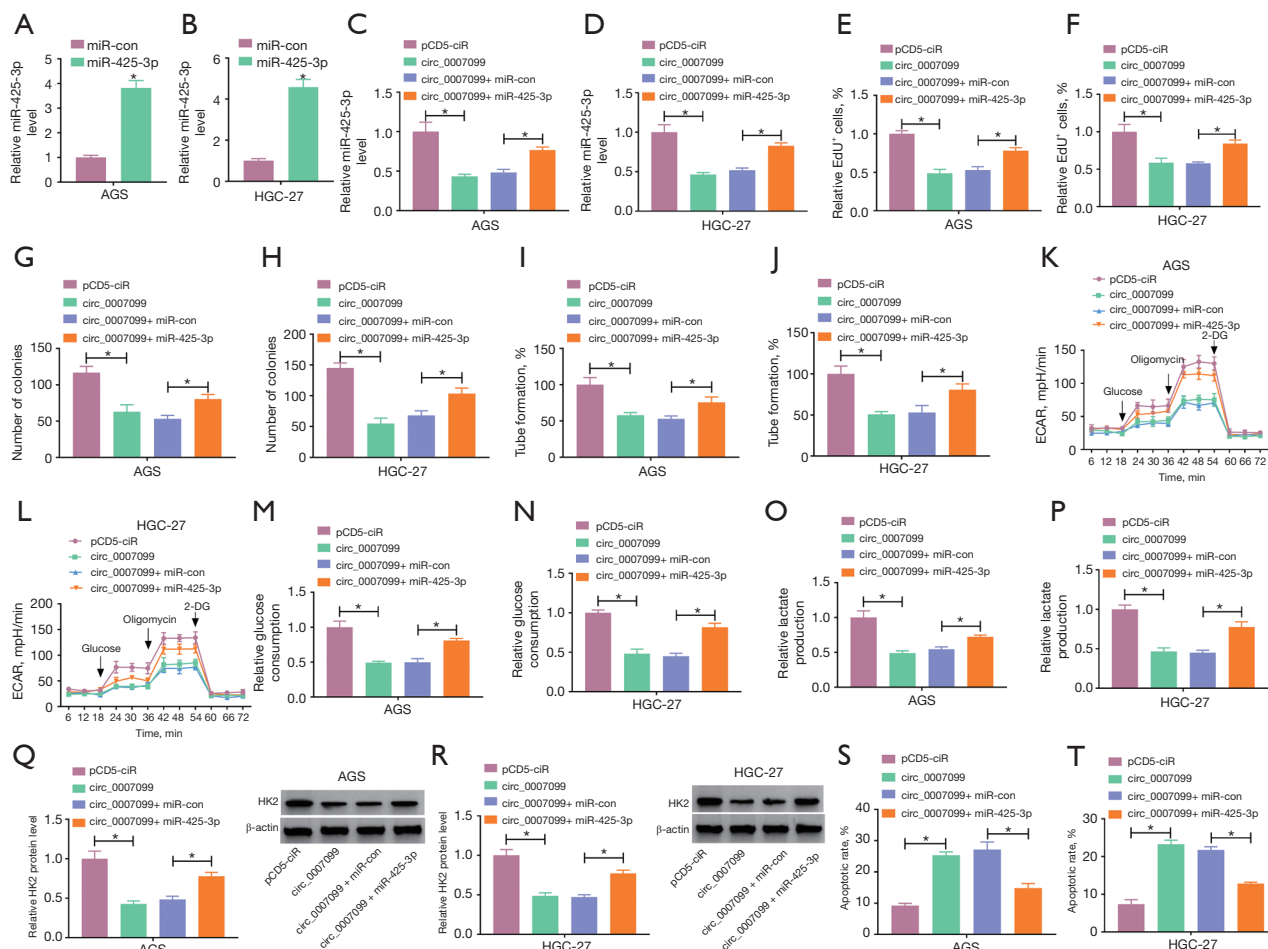 A
miR-con
miR-425-3p
Relative miR-425-3p
level
5
4
3
2
1
0
*
AGS
B
miR-con
miR-425-3p
Relative miR-425-3p
level
6
4
2
0
*
HGC-27
C
pCD5-ciR
circ_0007099
circ_0007099+ miR-con
circ_0007099+ miR-425-3p
Relative miR-425-3p
level
1.5
1.0
0.5
0.0
*
*
AGS
D
pCD5-ciR
circ_0007099
circ_0007099+ miR-con
circ_0007099+ miR-425-3p
Relative miR-425-3p
level
1.5
1.0
0.5
0.0
*
*
HGC-27
E
pCD5-ciR
circ_0007099
circ_0007099+ miR-con
circ_0007099+ miR-425-3p
Relative EdU+ cells, %
1.5
1.0
0.5
0.0
*
*
AGS
F
pCD5-ciR
circ_0007099
circ_0007099+ miR-con
circ_0007099+ miR-425-3p
Relative EdU+ cells, %
1.5
1.0
0.5
0.0
*
*
HGC-27
G
pCD5-ciR
circ_0007099
circ_0007099+ miR-con
circ_0007099+ miR-425-3p
Number of colonies
150
100
50
0
*
*
AGS
H
pCD5-ciR
circ_0007099
circ_0007099+ miR-con
circ_0007099+ miR-425-3p
Number of colonies
200
150
100
50
0
*
*
HGC-27
I
pCD5-ciR
circ_0007099
circ_0007099+ miR-con
circ_0007099+ miR-425-3p
Tube formation, %
150
100
50
0
*
*
AGS
J
pCD5-ciR
circ_0007099
circ_0007099+ miR-con
circ_0007099+ miR-425-3p
Tube formation, %
150
100
50
0
*
*
HGC-27
K
AGS
pCD5-ciR
circ_0007099
circ_0007099+ miR-con
circ_0007099+ miR-425-3p
2-DG
Oligomycin
Glucose
ECAR, mpH/min
150
100
50
0
6 12 18 24 30 36 42 48 54 60 66 72
Time, min
L
HGC-27
pCD5-ciR
circ_0007099
circ_0007099+ miR-con
circ_0007099+ miR-425-3p
2-DG
Oligomycin
Glucose
ECAR, mpH/min
200
150
100
50
0
6 12 18 24 30 36 42 48 54 60 66 72
Time, min
M
pCD5-ciR
circ_0007099
circ_0007099+ miR-con
circ_0007099+ miR-425-3p
Relative glucose
consumption
1.5
1.0
0.5
0.0
*
*
AGS
N
pCD5-ciR
circ_0007099
circ_0007099+ miR-con
circ_0007099+ miR-425-3p
Relative glucose
consumption
1.5
1.0
0.5
0.0
*
*
HGC-27
O
pCD5-ciR
circ_0007099
circ_0007099+ miR-con
circ_0007099+ miR-425-3p
Relative lactate
production
1.5
1.0
0.5
0.0
*
*
AGS
P
pCD5-ciR
circ_0007099
circ_0007099+ miR-con
circ_0007099+ miR-425-3p
Relative lactate
production
1.5
1.0
0.5
0.0
*
*
HGC-27
Q
pCD5-ciR
circ_0007099
circ_0007099+ miR-con
circ_0007099+ miR-425-3p
Relative HK2 protein level
1.5
1.0
0.5
0.0
*
*
AGS
AGS
HK2
β-actin
pCD5-ciR
circ_0007099
circ_0007099 + miR-con
circ_0007099 + miR-425-3p
R
pCD5-ciR
circ_0007099
circ_0007099+ miR-con
circ_0007099+ miR-425-3p
Relative HK2 protein level
1.5
1.0
0.5
0.0
*
*
HGC-27
HGC-27
HK2
β-actin
pCD5-ciR
circ_0007099
circ_0007099 + miR-con
circ_0007099 + miR-425-3p
S
pCD5-ciR
circ_0007099
circ_0007099+ miR-con
circ_0007099+ miR-425-3p
Apoptotic rate, %
40
30
20
10
0
*
*
AGS
T
pCD5-ciR
circ_0007099
circ_0007099+ miR-con
circ_0007099+ miR-425-3p
Apoptotic rate, %
30
20
10
0
*
*
HGC-27